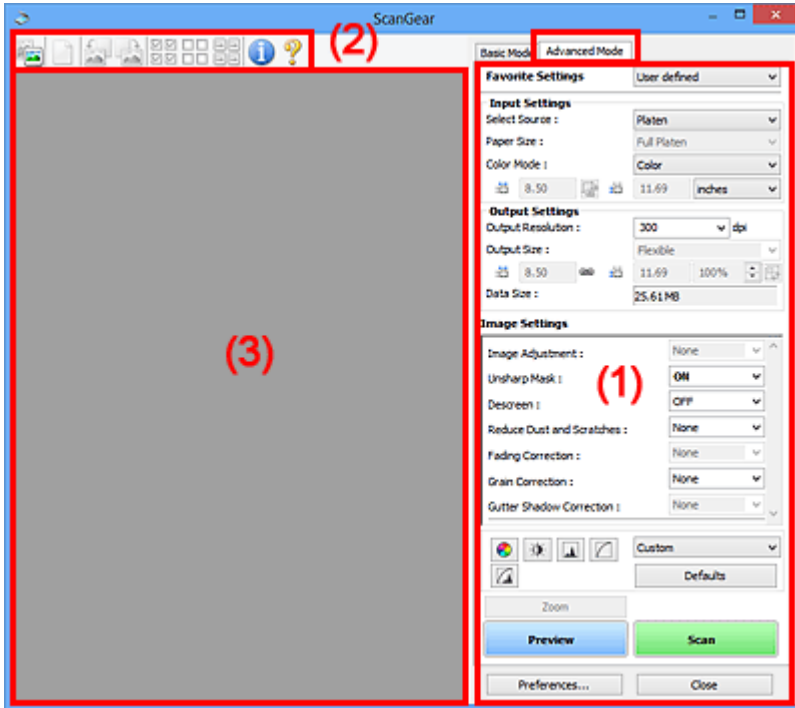 ScanGear
(2)
Basic Mode Advanced Mode
Favorite Settings User defined
Input Settings
Select Source : Platen
Paper Size : Full Platen
Color Mode : Color
8.50 11.69 inches
Output Settings
Output Resolution : 300 dpi
Output Size : Flexible
8.50 11.69 100%
Data Size : 25.61MB
Image Settings
(3)
(1)
Image Adjustment : None
Unsharp Mask : ON
Descreen : OFF
Reduce Dust and Scratches : None
Fading Correction : None
Grain Correction : None
Gutter Shadow Correction : None
Custom
Defaults
Zoom
Preview Scan
Preferences... Close